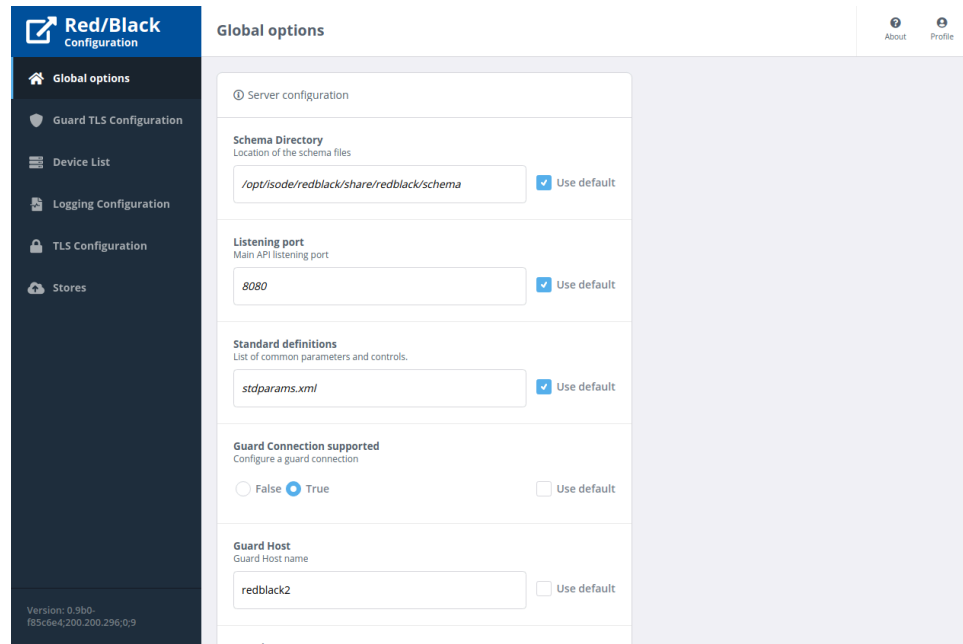 Red/Black
Configuration
Global options
About
Profile
Global options
Guard TLS Configuration
Device List
Logging Configuration
TLS Configuration
Stores
Version: 0.9b0-
f85c6e4;200.200.296;0;9
Server configuration
Schema Directory
Location of the schema files
/opt/isode/redblack/share/redblack/schema
Use default
Listening port
Main API listening port
8080
Use default
Standard definitions
List of common parameters and controls.
stdparams.xml
Use default
Guard Connection supported
Configure a guard connection
False True
Use default
Guard Host
Guard Host name
redblack2
Use default